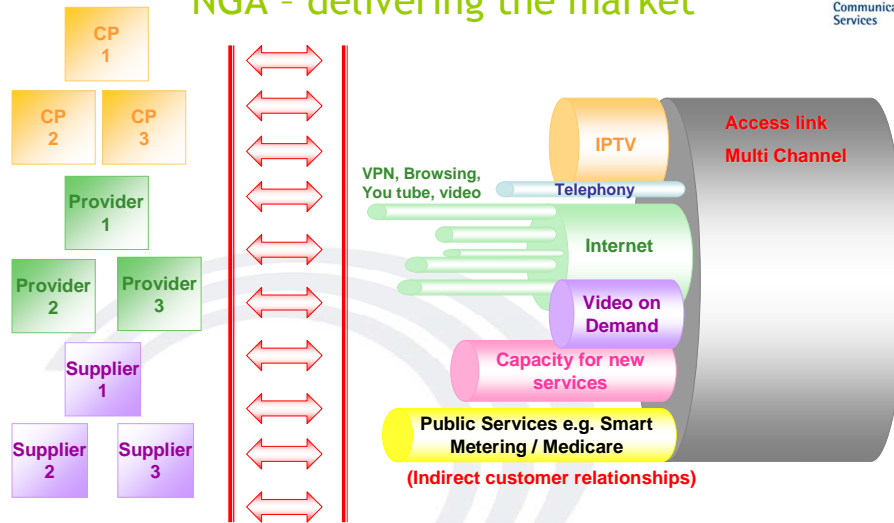 NGA – delivering the market
Services
CP
1
CP
2
CP
3
Provider
1
Provider
2
Provider
3
Supplier
1
Supplier
2
Supplier
3
VPN, Browsing,
You tube, video
IPTV
Telephony
Internet
Video on
Demand
Capacity for new
services
Public Services e.g. Smart
Metering / Medicare
(Indirect customer relationships)
Access link
Multi Channel